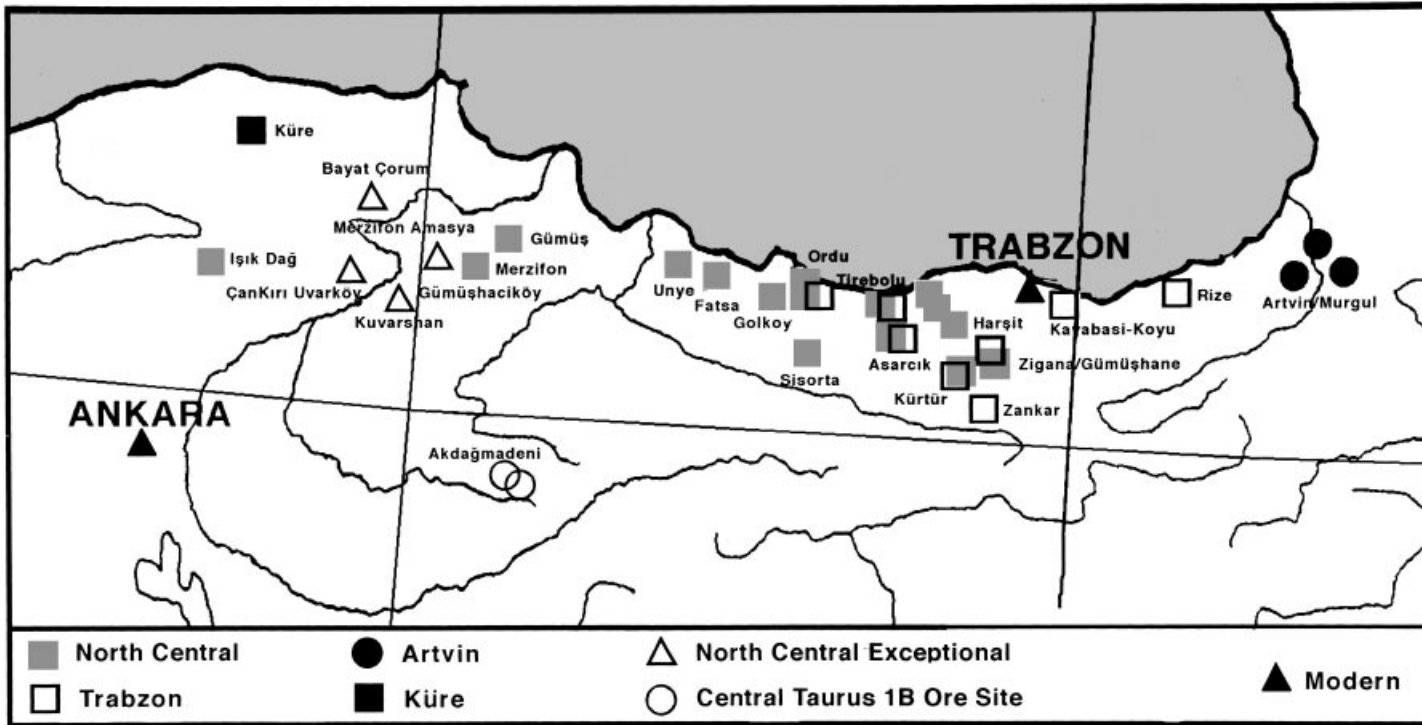 Küre
Bayat Çorum
Merzifon Amasya
Gümüş
Işık Dağ
Merzifon
ÇanKırı Uvarköy
Gümüşhaciköy
Kuvarshan
Unye
Fatsa
Golkoy
Ordu
Sisorta
Tirebolu
TRABZON
Harşit
Asarcık
Kürtür
Zigana/Gümüşhane
Zankar
Kayabasi-Koyu
Rize
Artvin/Murgul
ANKARA
Akdağmadeni
North Central
Artvin
North Central Exceptional
Modern
Trabzon
Küre
Central Taurus 1B Ore Site